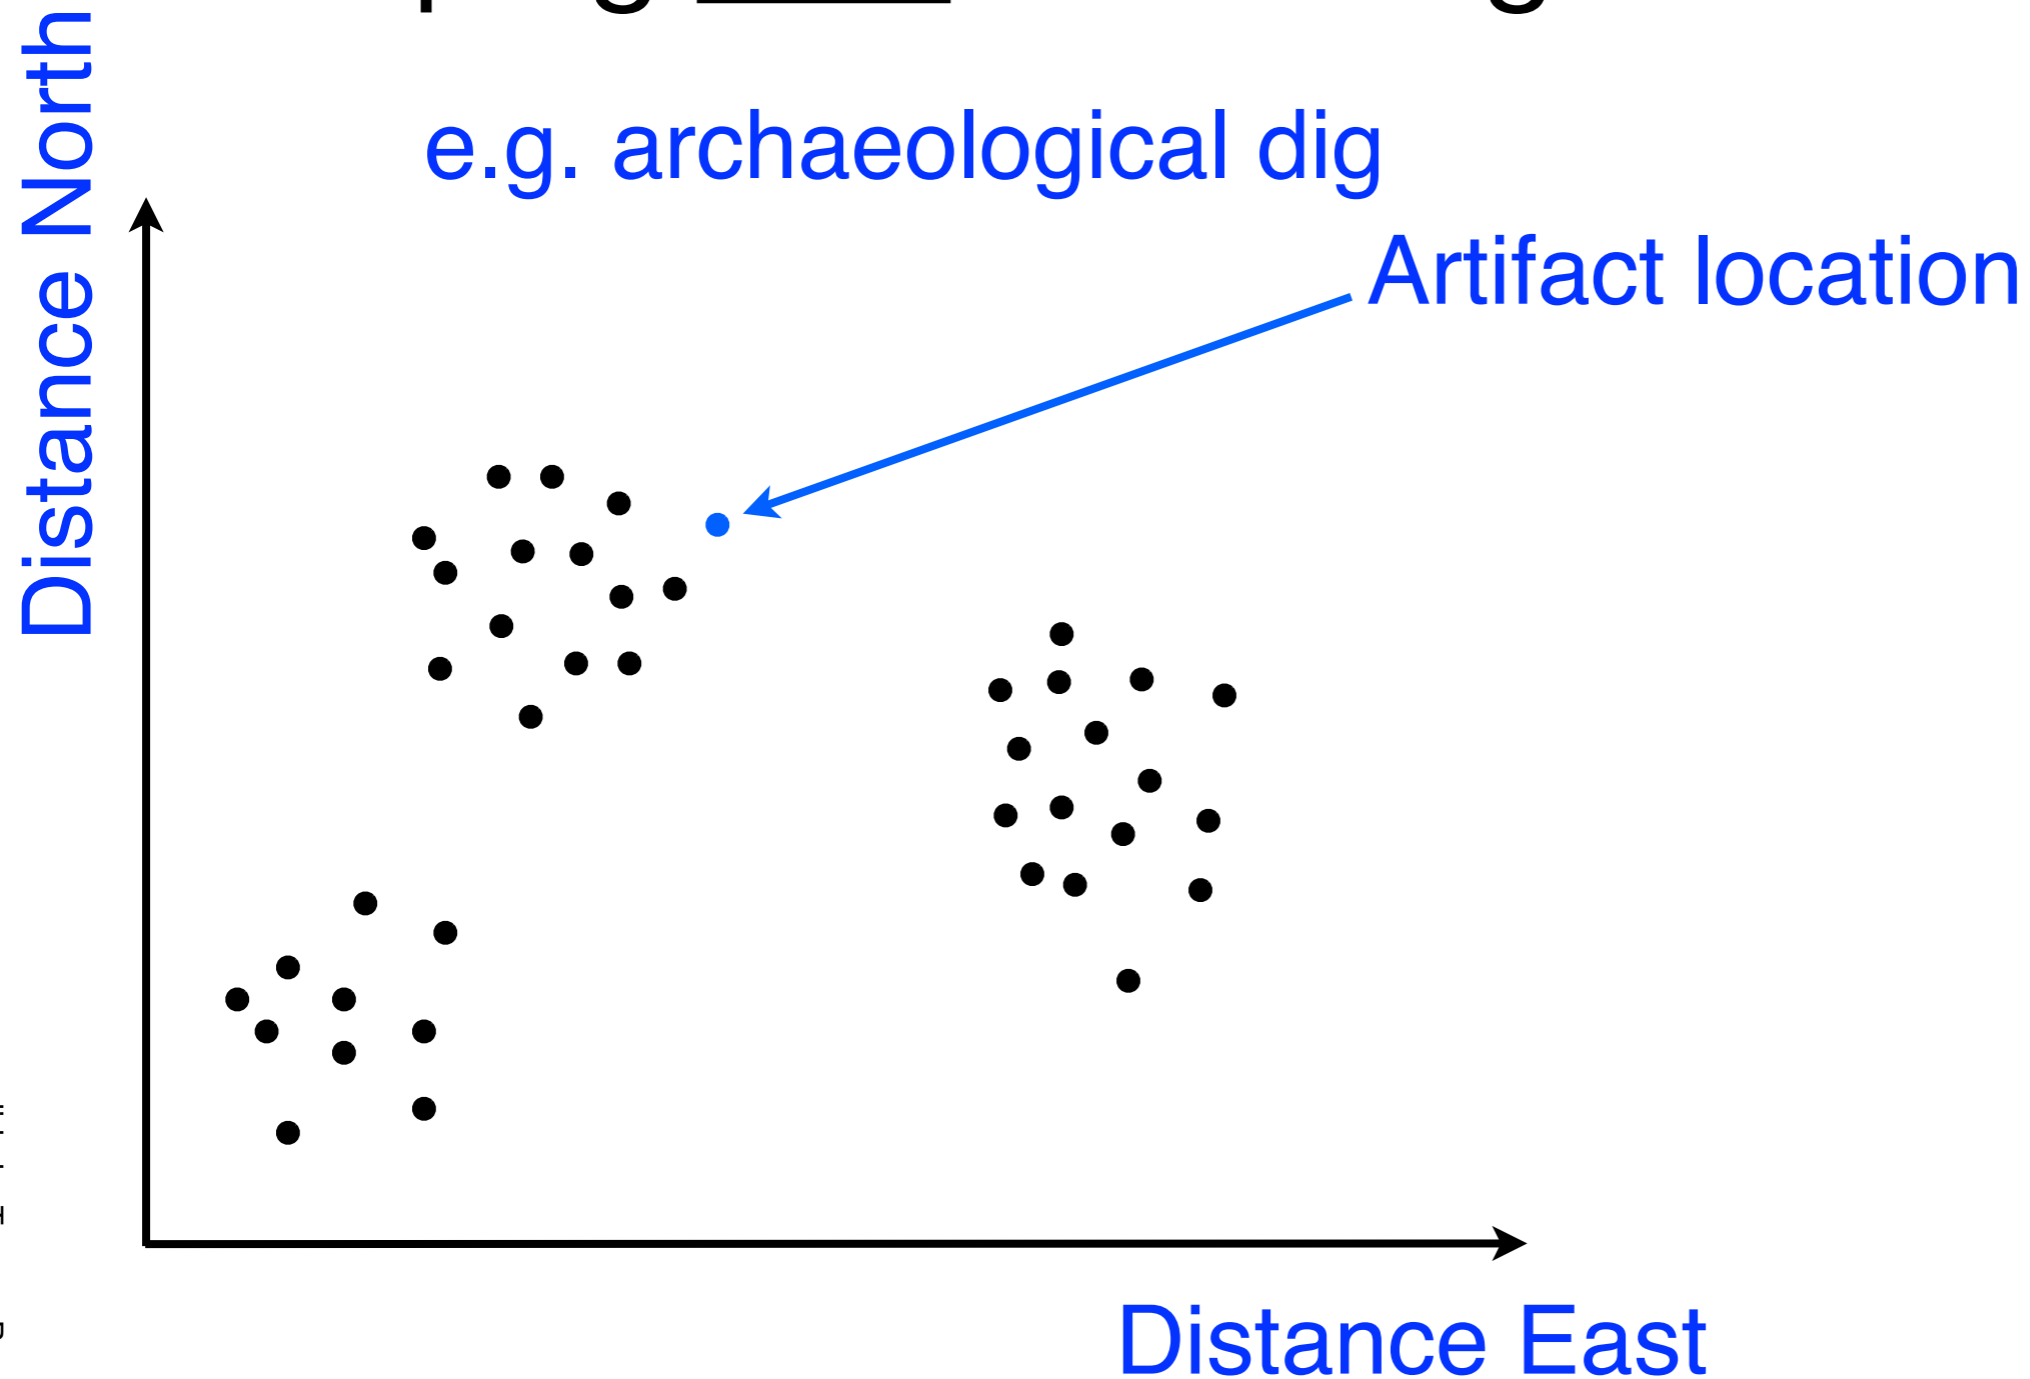 e.g. archaeological dig
Distance North
Artifact location
Distance East